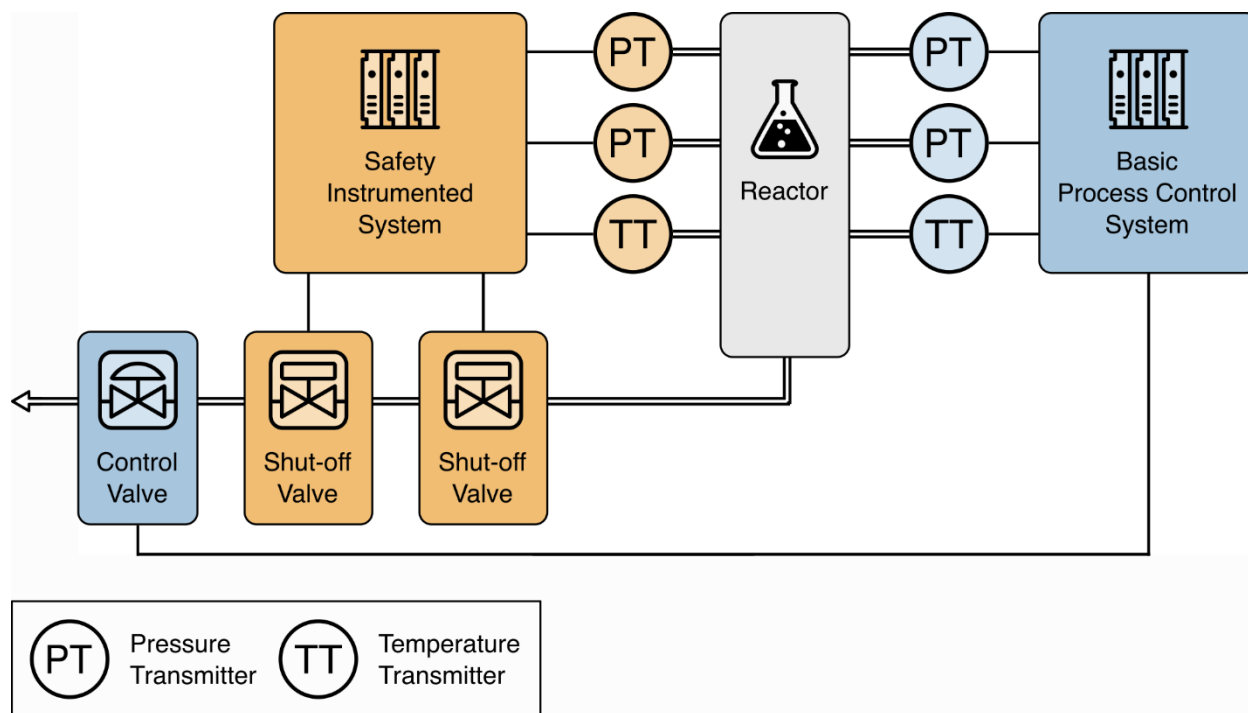 PT
PT
PT
PT
TT
TT
Safety
Instrumented
System
Reactor
Basic
Process Control
System
Control
Valve
Shut-off
Valve
Shut-off
Valve
PT
Pressure
Transmitter
TT
Temperature
Transmitter